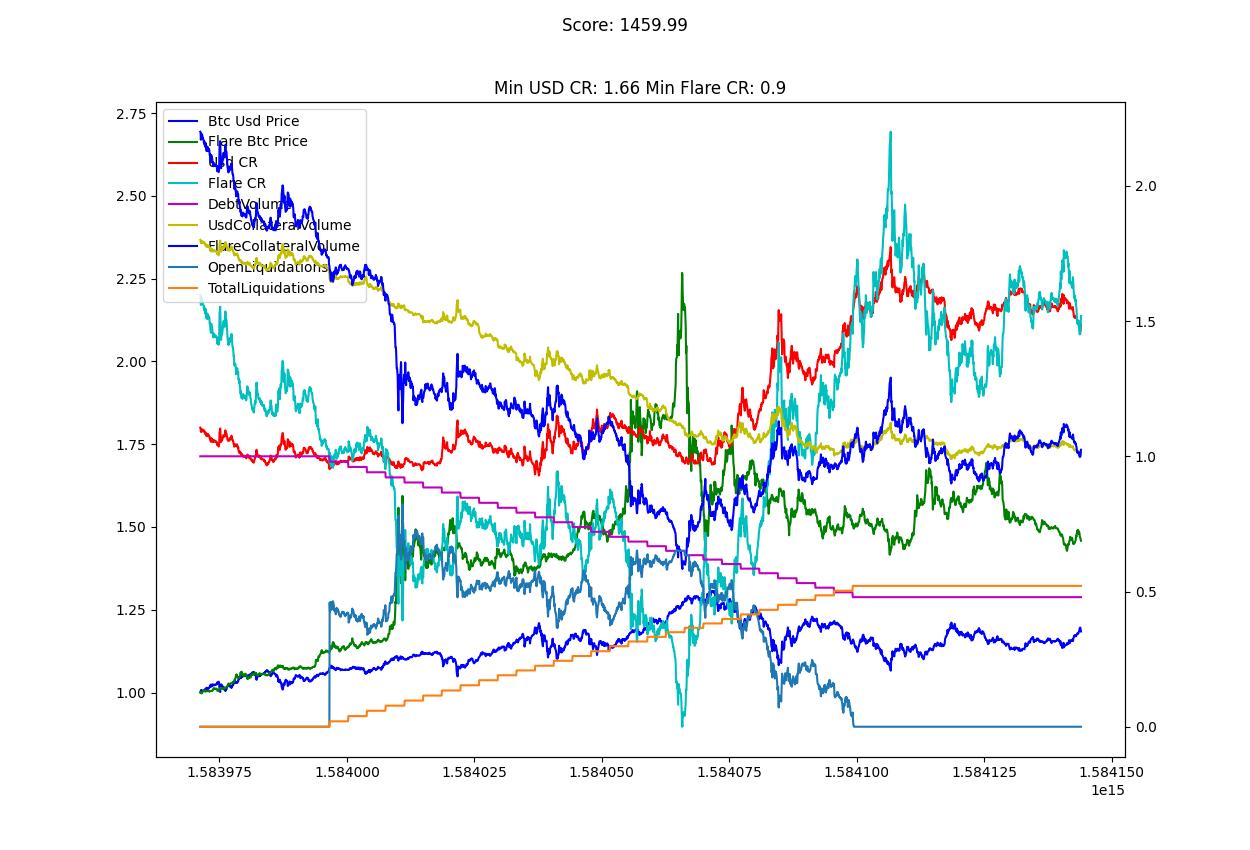 Score: 1459.99
Min USD CR: 1.66 Min Flare CR: 0.9
Btc Usd Price
Flare Btc Price
Usd CR
Flare CR
DebtVolume
UsdCollateralVolume
FlareCollateralVolume
OpenLiquidations
TotalLiquidations
2.75
2.50
2.25
2.00
1.75
1.50
1.25
1.00
2.0
1.5
1.0
0.5
0.0
1.583975 1.584000 1.584025 1.584050 1.584075 1.584100 1.584125 1.584150
1e15